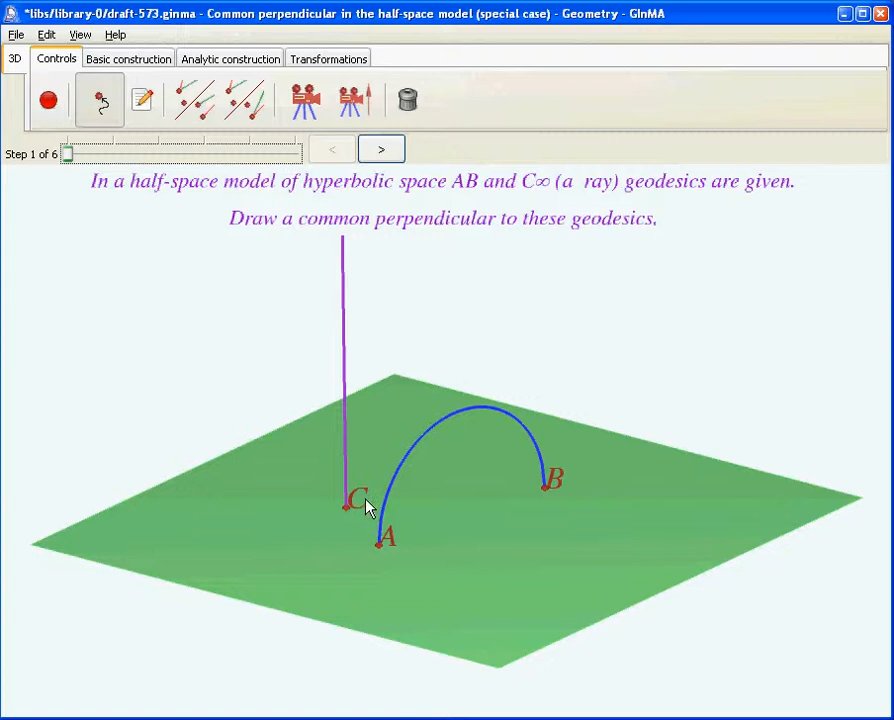 *libs/library-0/draft-573.ginma - Common perpendicular in the half-space model (special case) - Geometry - GInMA
File Edit View Help
3D Controls Basic construction Analytic construction Transformations
Step 1 of 6 < >
In a half-space model of hyperbolic space AB and C∞ (a ray) geodesics are given.
Draw a common perpendicular to these geodesics.
B
C
A